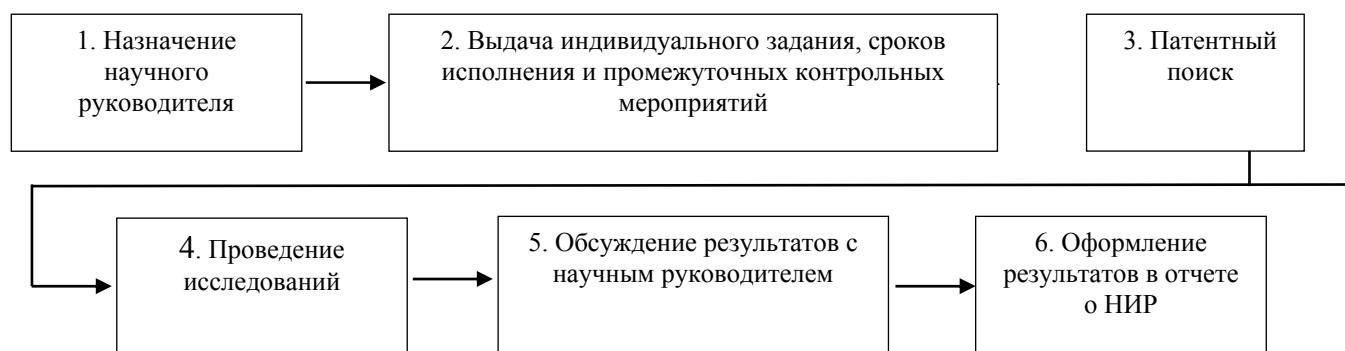 1. Назначение
научного
руководителя
2. Выдача индивидуального задания, сроков
исполнения и промежуточных контрольных
мероприятий
3. Патентный
поиск
4. Проведение
исследований
5. Обсуждение результатов с
научным руководителем
6. Оформление
результатов в отчете
о НИР